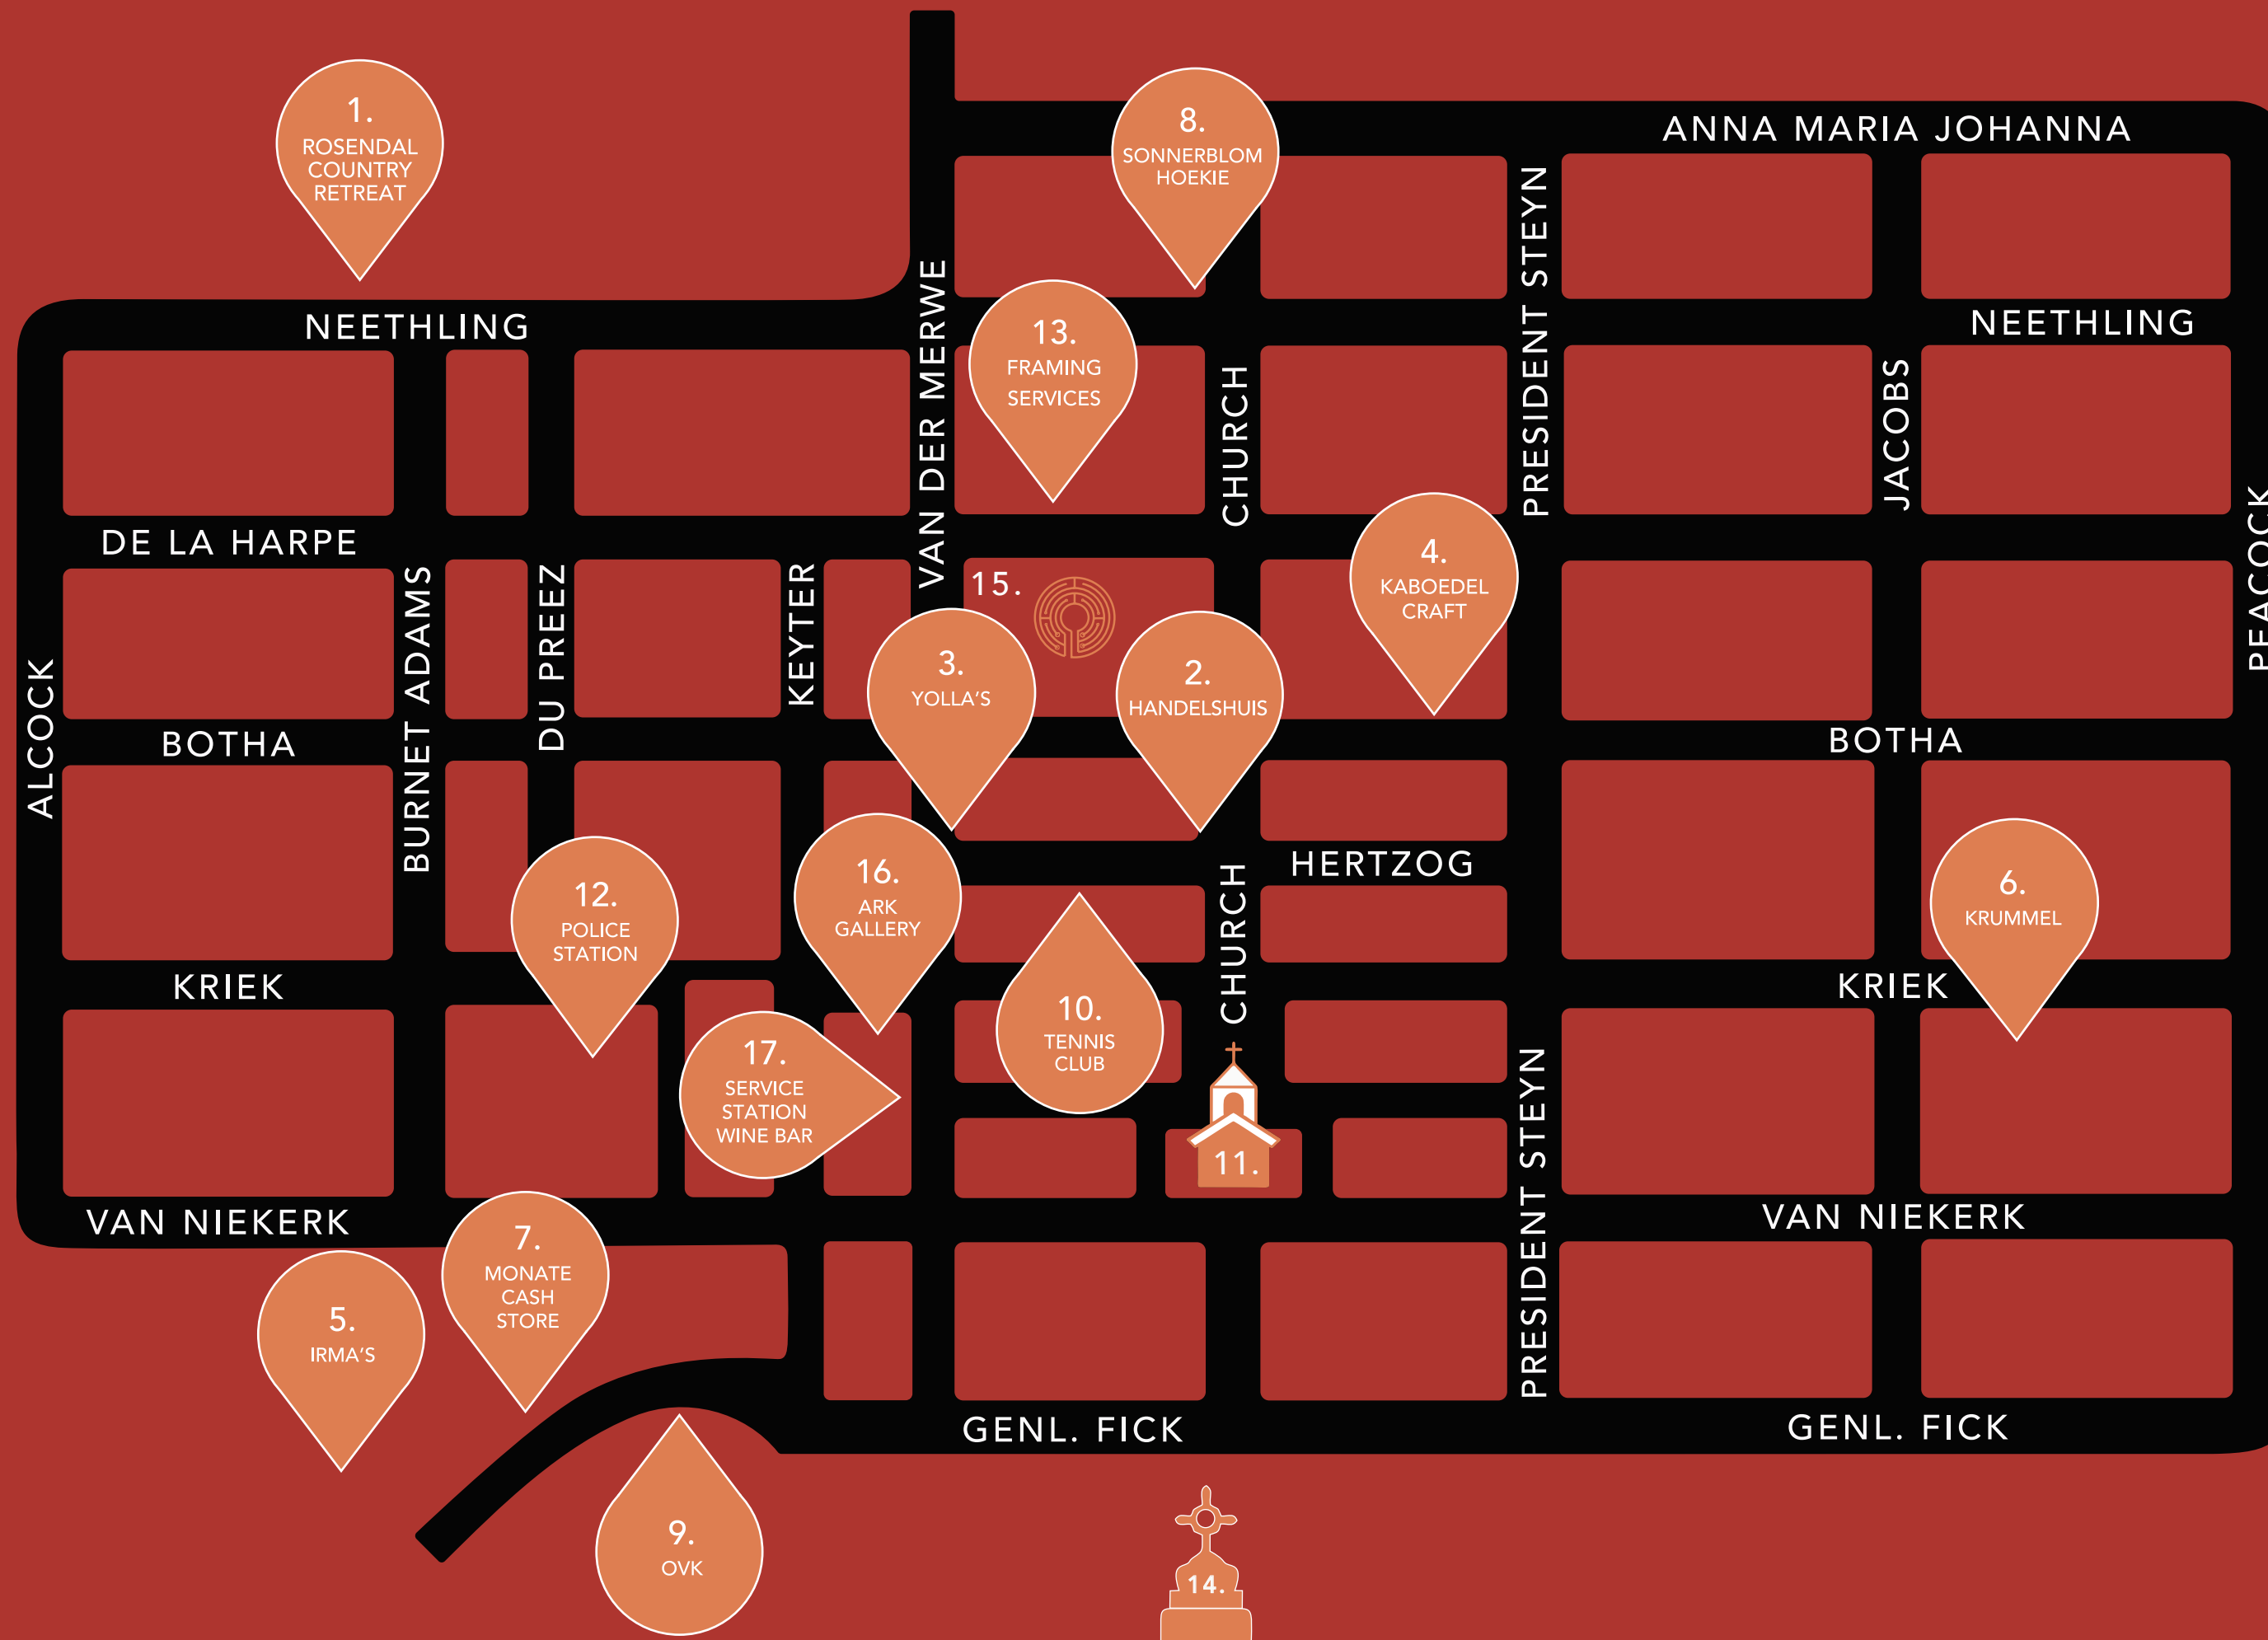 1.
ROSENDAL
COUNTRY
RETREAT
8.
SONNERBLOM
HOEKIE
ANNA MARIA JOHANNA
NEETHLING
VAN DER MERWE
13.
FRAMING
SERVICES
CHURCH
PRESIDENT STEYN
NEETHLING
JACOBS
PEACOCK
DE LA HARPE
ALCOCK
BURNET ADAMS
DU PREEZ
KEYTER
15.
3.
YOLLA'S
2.
HANDELSHUIS
4.
KABOEDEL
CRAFT
BOTHA
BOTHA
12.
POLICE
STATION
16.
ARK
GALLERY
HERTZOG
CHURCH
6.
KRUMMEL
KRIEK
KRIEK
17.
SERVICE
STATION
WINE BAR
10.
TENNIS
CLUB
11.
PRESIDENT STEYN
VAN NIEKERK
VAN NIEKERK
5.
IRMA'S
7.
MONATE
CASH
STORE
GENL. FICK
GENL. FICK
9.
OVK
14.